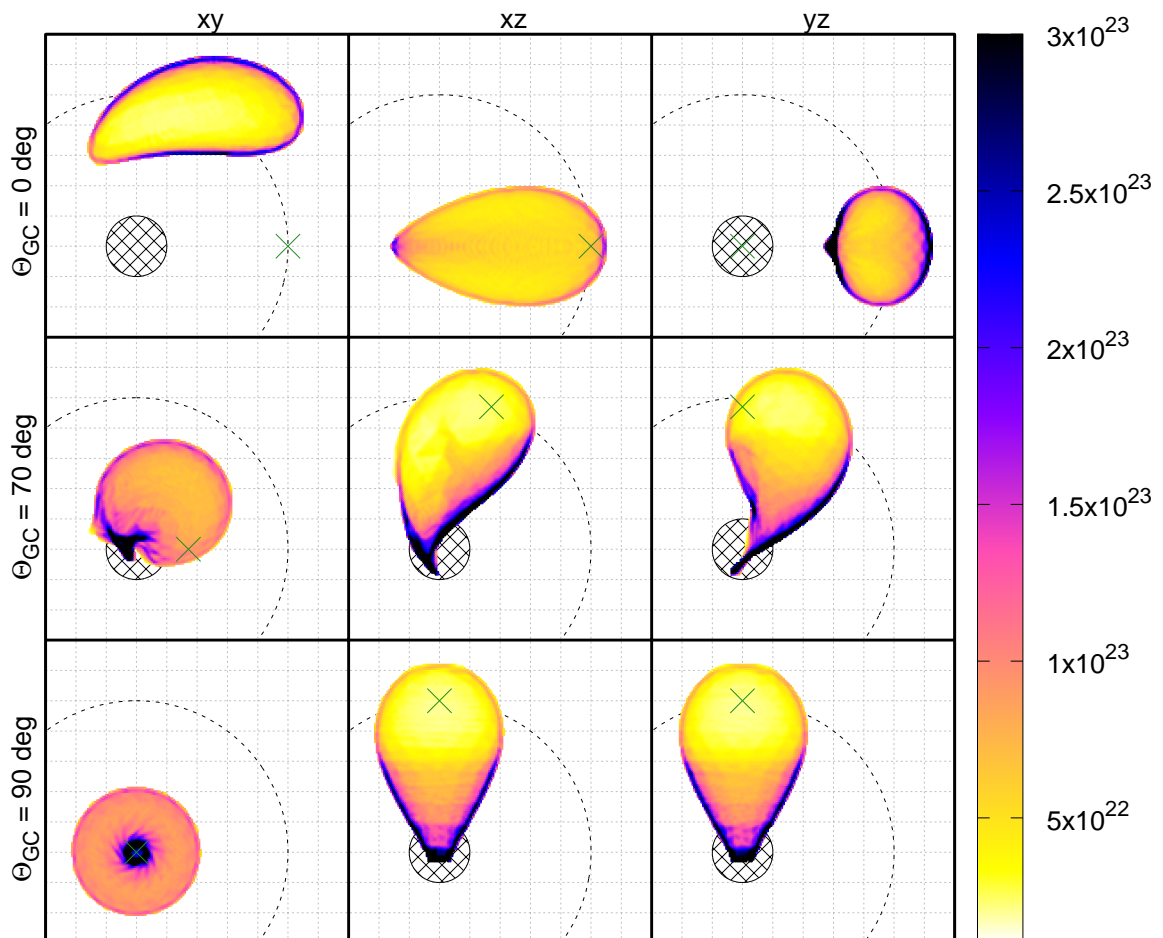 xy xz yz
Θ_GC = 0 deg
Θ_GC = 70 deg
Θ_GC = 90 deg
3x10^23
2.5x10^23
2x10^23
1.5x10^23
1x10^23
5x10^22